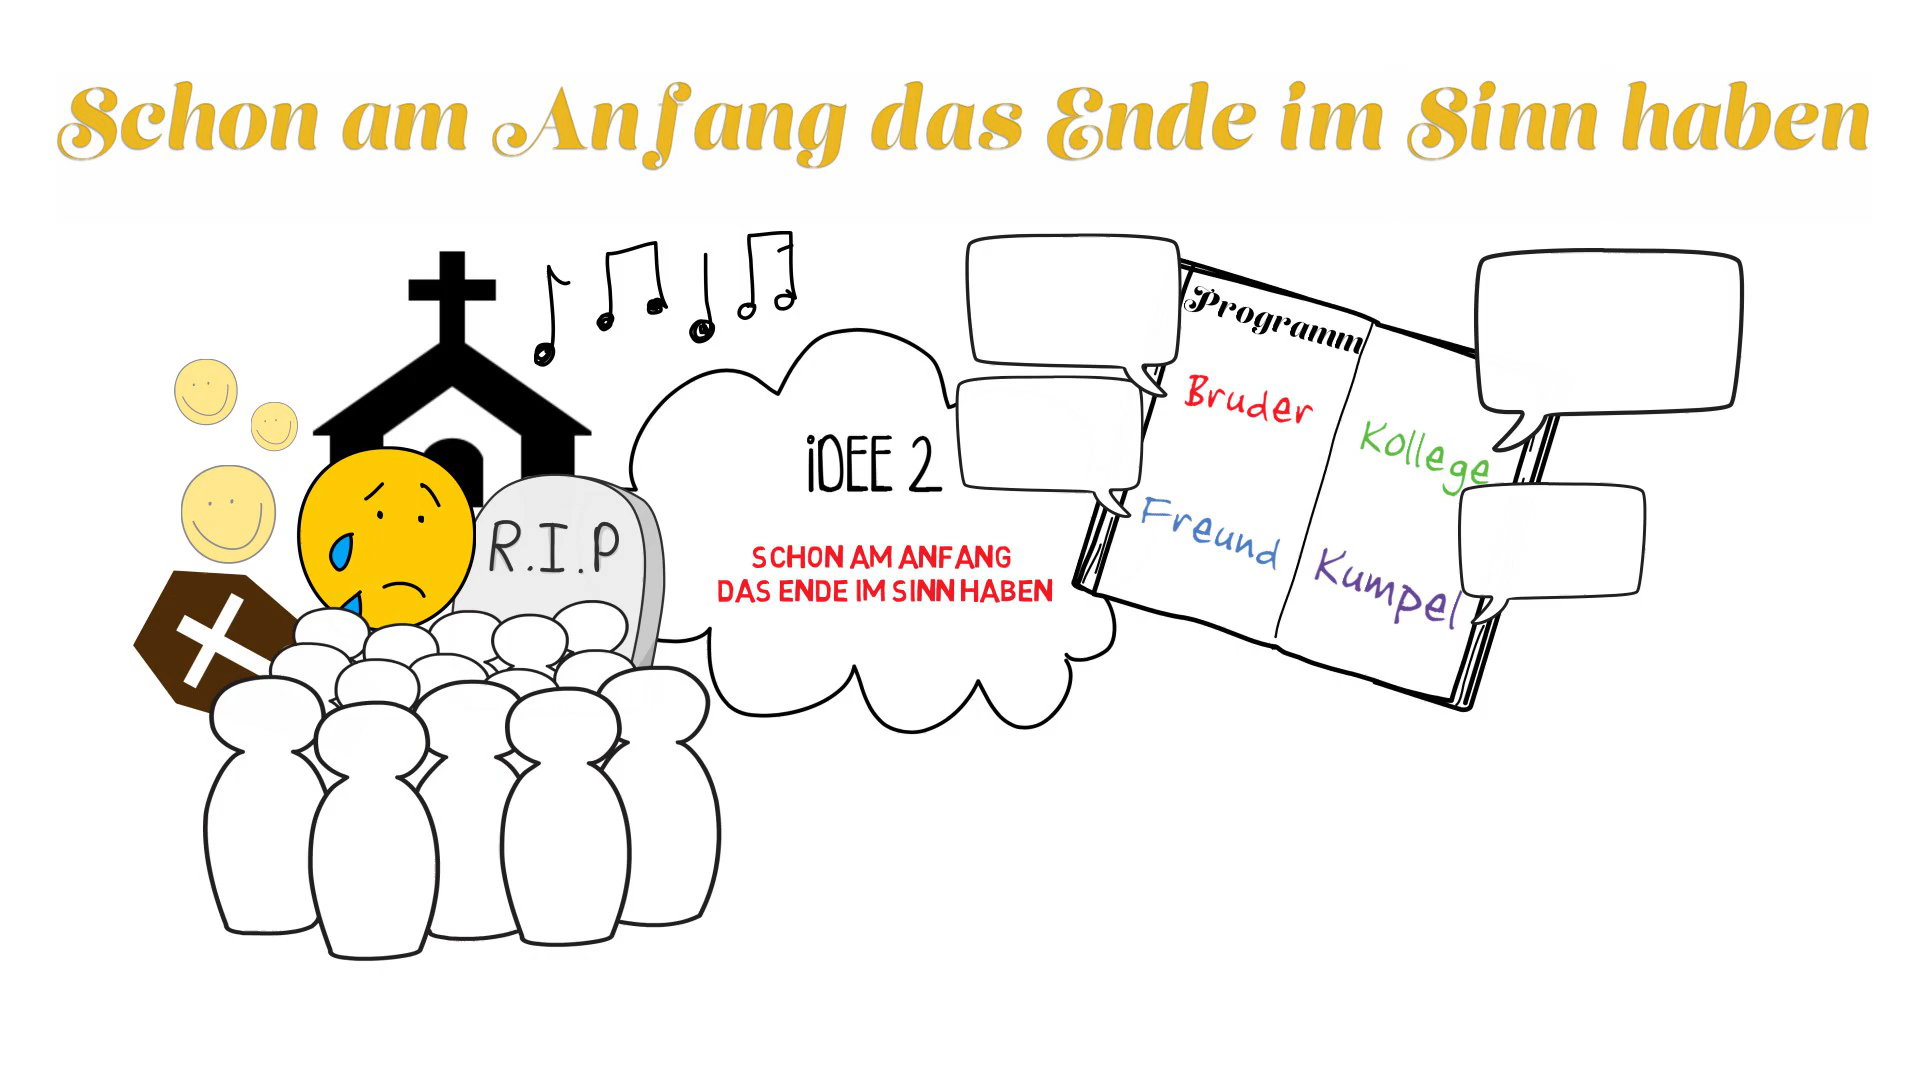 Schon am Anfang das Ende im Sinn haben
R.I.P
iDEE 2
SCHON AM ANFANG
DAS ENDE IM SINN HABEN
Programm
Bruder
Freund
Kollege
Kumpel